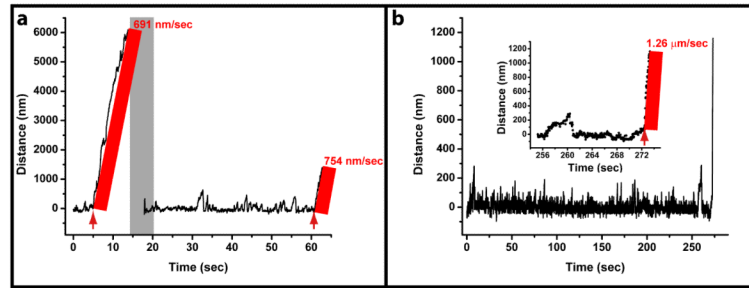 a
691 nm/sec
6000
5000
4000
3000
2000
1000
0
Distance (nm)
754 nm/sec
0 10 20 30 40 50 60
Time (sec)
b
1200
1000
800
600
400
200
0
Distance (nm)
1.26 μm/sec
1200
1000
800
600
400
200
0
Distance (nm)
256 260 264 268 272
Time (sec)
0 50 100 150 200 250
Time (sec)